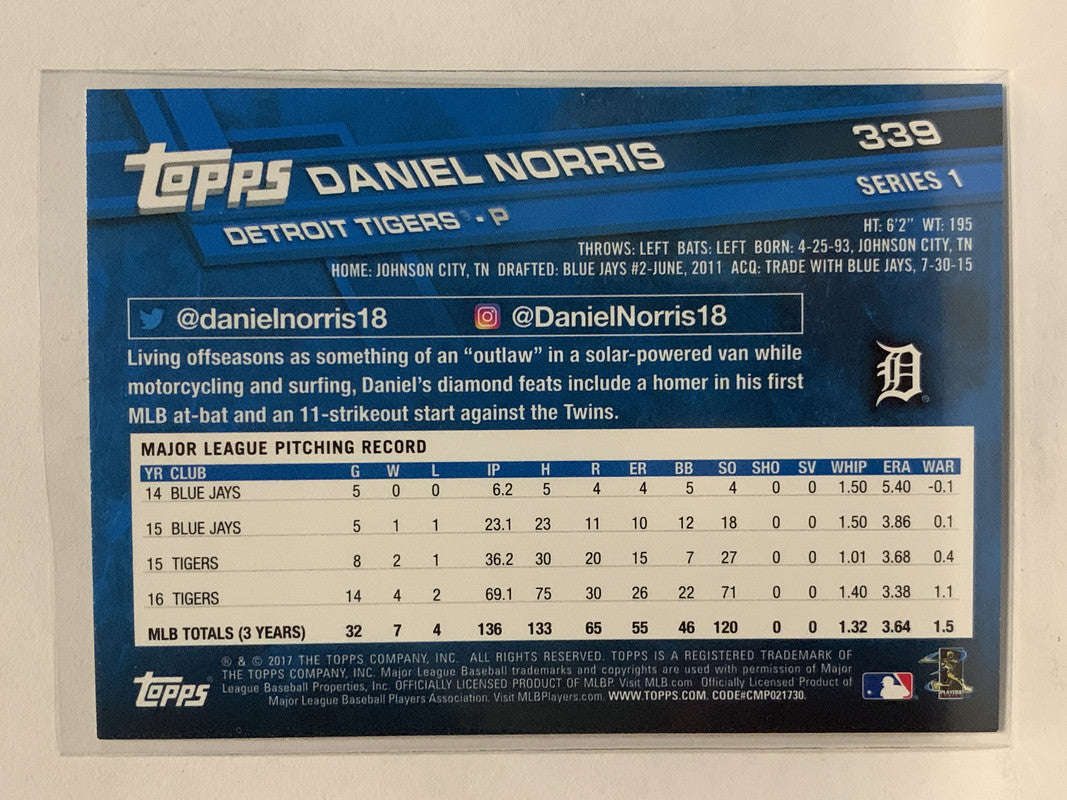 TOPPS DANIEL NORRIS 339
DETROIT TIGERS® - P SERIES 1
HT: 6'2" WT: 195
THROWS: LEFT BATS: LEFT BORN: 4-25-93, JOHNSON CITY, TN
HOME: JOHNSON CITY, TN DRAFTED: BLUE JAYS #2-JUNE, 2011 ACQ: TRADE WITH BLUE JAYS, 7-30-15
@danielnorris18 @DanielNorris18
Living offseasons as something of an “outlaw” in a solar-powered van while
motorcycling and surfing, Daniel’s diamond feats include a homer in his first
MLB at-bat and an 11-strikeout start against the Twins.
D
MAJOR LEAGUE PITCHING RECORD
YR CLUB G W L IP H R ER BB SO SHO SV WHIP ERA WAR
14 BLUE JAYS 5 0 0 6.2 5 4 4 5 4 0 0 1.50 5.40 -0.1
15 BLUE JAYS 5 1 1 23.1 23 11 10 12 18 0 0 1.50 3.86 0.1
15 TIGERS 8 2 1 36.2 30 20 15 7 27 0 0 1.01 3.68 0.4
16 TIGERS 14 4 2 69.1 75 30 26 22 71 0 0 1.40 3.38 1.1
MLB TOTALS (3 YEARS) 32 7 4 136 133 65 55 46 120 0 0 1.32 3.64 1.5
® & © 2017 THE TOPPS COMPANY, INC. ALL RIGHTS RESERVED. TOPPS IS A REGISTERED TRADEMARK OF
THE TOPPS COMPANY, INC. Major League Baseball trademarks and copyrights are used with permission of Major
League Baseball Properties, Inc. OFFICIALLY LICENSED PRODUCT OF MLBP. Visit MLB.com. Officially Licensed Product of
Major League Baseball Players Association. Visit MLBPlayers.com. WWW.TOPPS.COM. CODE#CMP021730.
TOPPS®
PLAYERS